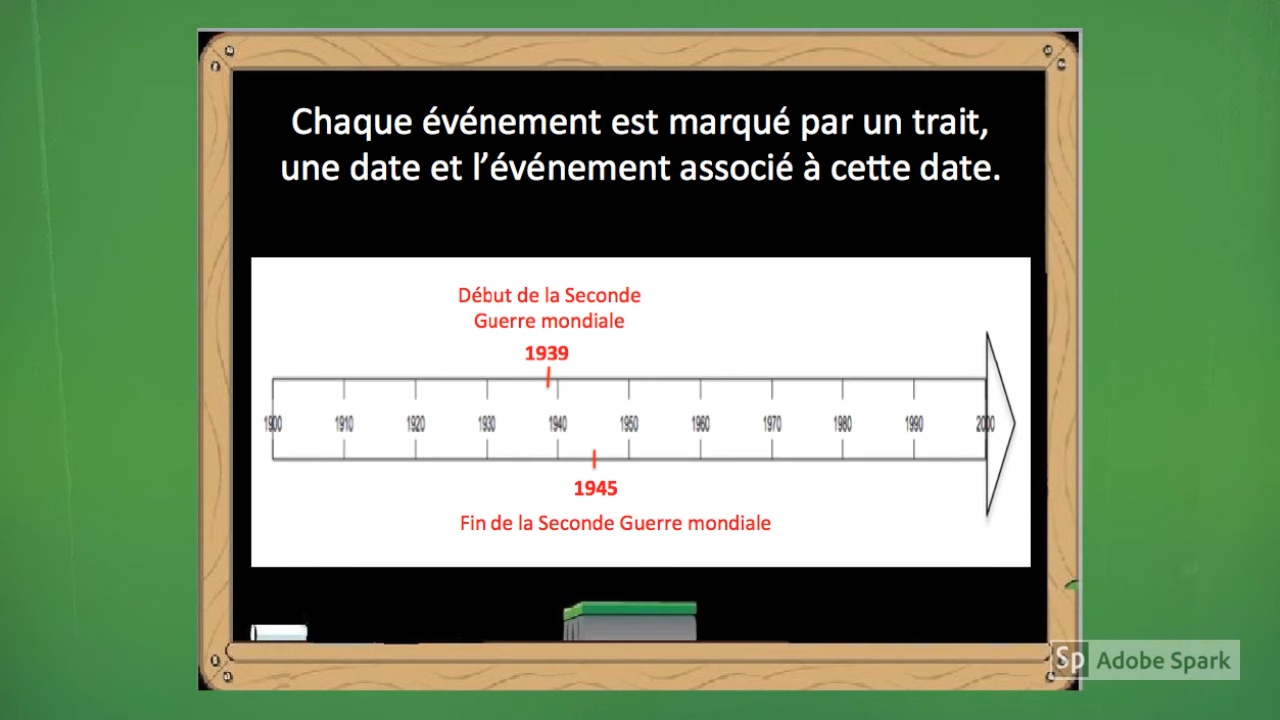 Chaque événement est marqué par un trait,
une date et l'événement associé à cette date.
Début de la Seconde
Guerre mondiale
1939
1900 1910 1920 1930 1940 1950 1960 1970 1980 1990 2000
1945
Fin de la Seconde Guerre mondiale
Sp Adobe Spark